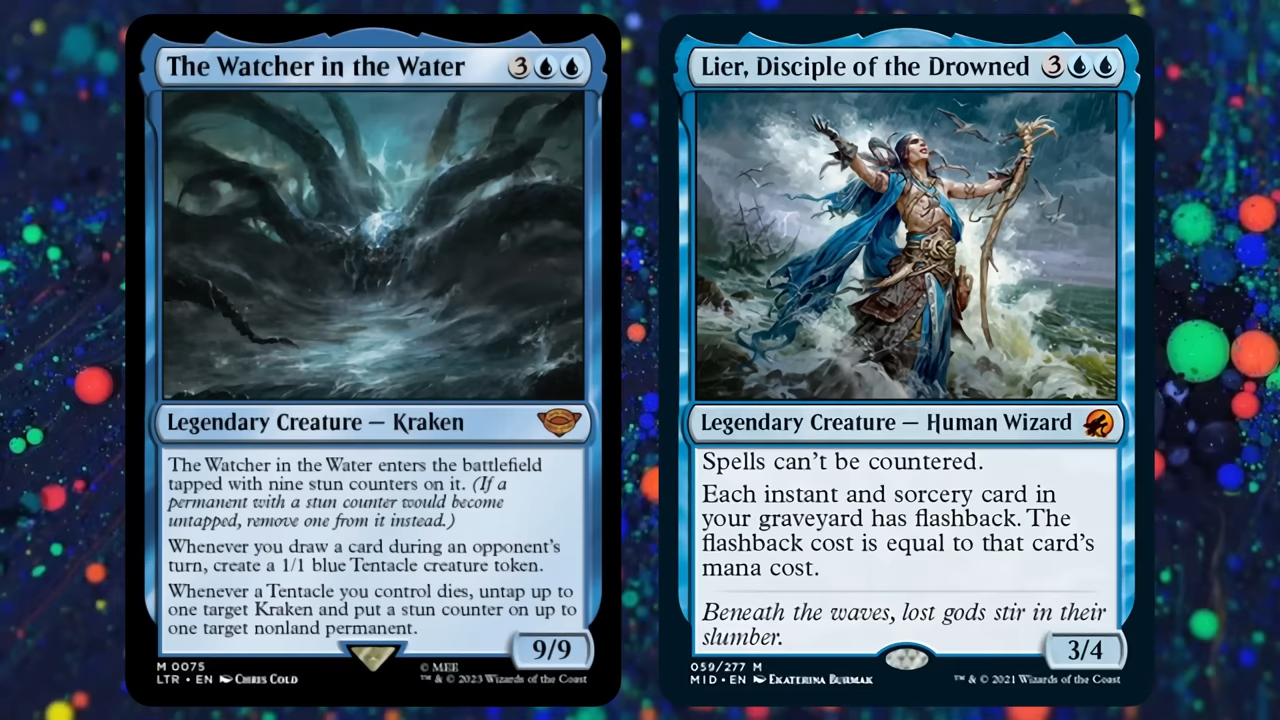 The Watcher in the Water 3
Legendary Creature — Kraken
The Watcher in the Water enters the battlefield
tapped with nine stun counters on it. (If a
permanent with a stun counter would become
untapped, remove one from it instead.)
Whenever you draw a card during an opponent's
turn, create a 1/1 blue Tentacle creature token.
Whenever a Tentacle you control dies, untap up to
one target Kraken and put a stun counter on up to
one target nonland permanent.
9/9
M 0075
LTR • EN Chris Cold
© MEE
™ & © 2023 Wizards of the Coast
Lier, Disciple of the Drowned 3
Legendary Creature — Human Wizard
Spells can't be countered.
Each instant and sorcery card in
your graveyard has flashback. The
flashback cost is equal to that card's
mana cost.
Beneath the waves, lost gods stir in their
slumber.
3/4
059/277 M
MID • EN Ekaterina Burmak
™ & © 2021 Wizards of the Coast